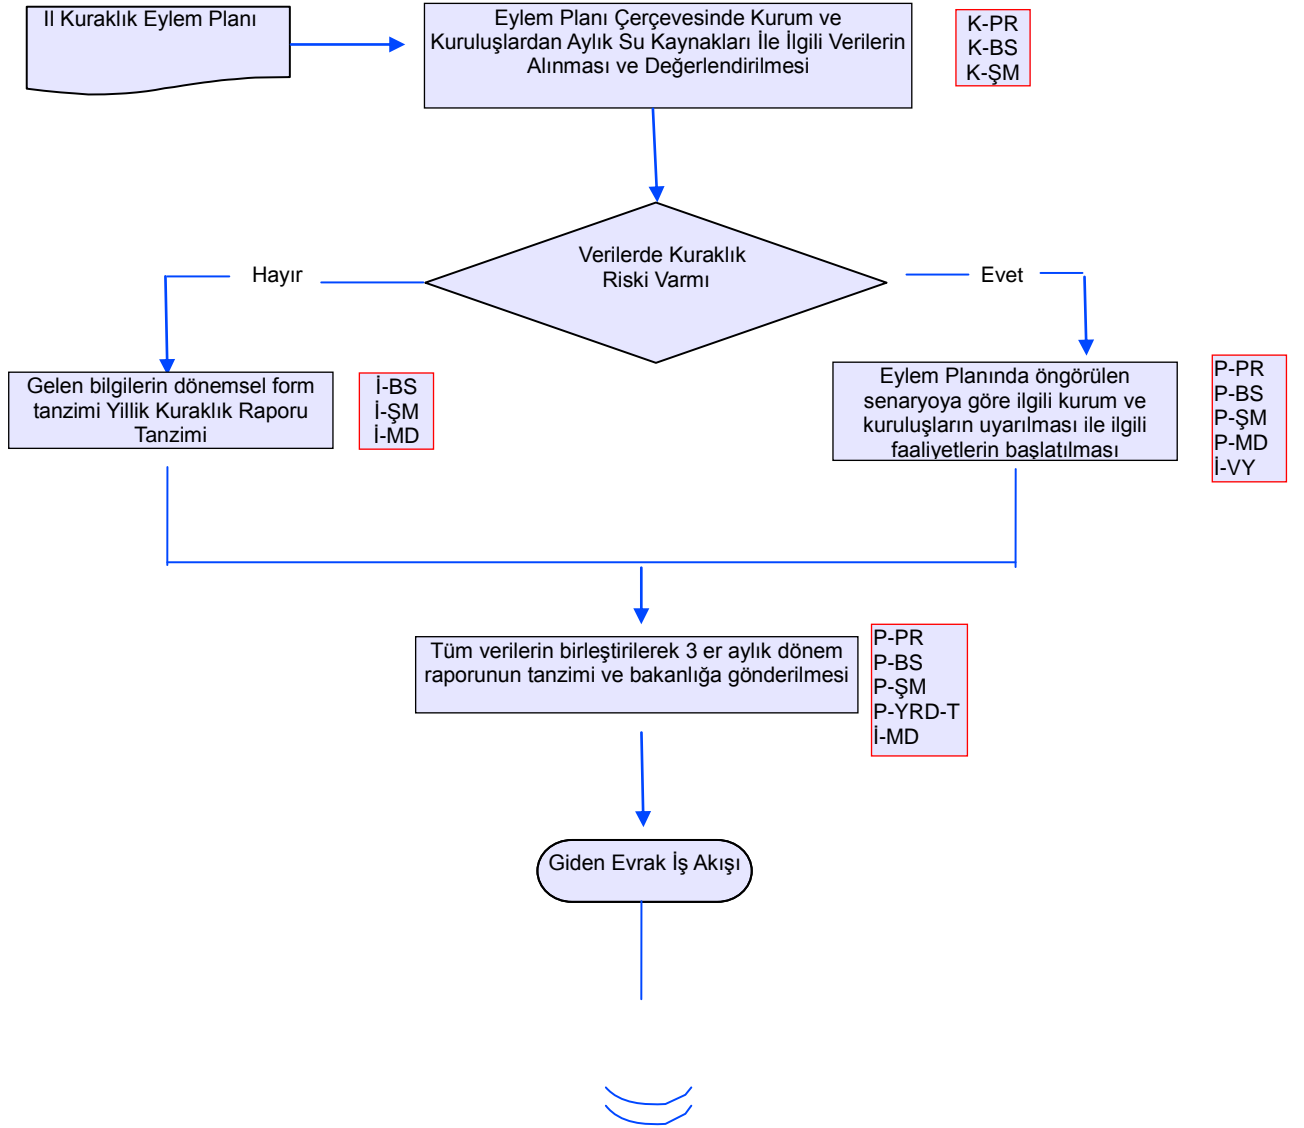 II Kuraklık Eylem Planı
Eylem Planı Çerçevesinde Kurum ve
Kuruluşlardan Aylık Su Kaynakları İle İlgili Verilerin
Alınması ve Değerlendirilmesi
K-PR
K-BS
K-ŞM
Verilerde Kuraklık
Riski Varmı
Hayır
Evet
Gelen bilgilerin dönemsel form
tanzimi Yillik Kuraklık Raporu
Tanzimi
İ-BS
İ-ŞM
İ-MD
Eylem Planında öngörülen
senaryoya göre ilgili kurum ve
kuruluşların uyarılması ile ilgili
faaliyetlerin başlatılması
P-PR
P-BS
P-ŞM
P-MD
İ-VY
Tüm verilerin birleştirilerek 3 er aylık dönem
raporunun tanzimi ve bakanlığa gönderilmesi
P-PR
P-BS
P-ŞM
P-YRD-T
İ-MD
Giden Evrak İş Akışı